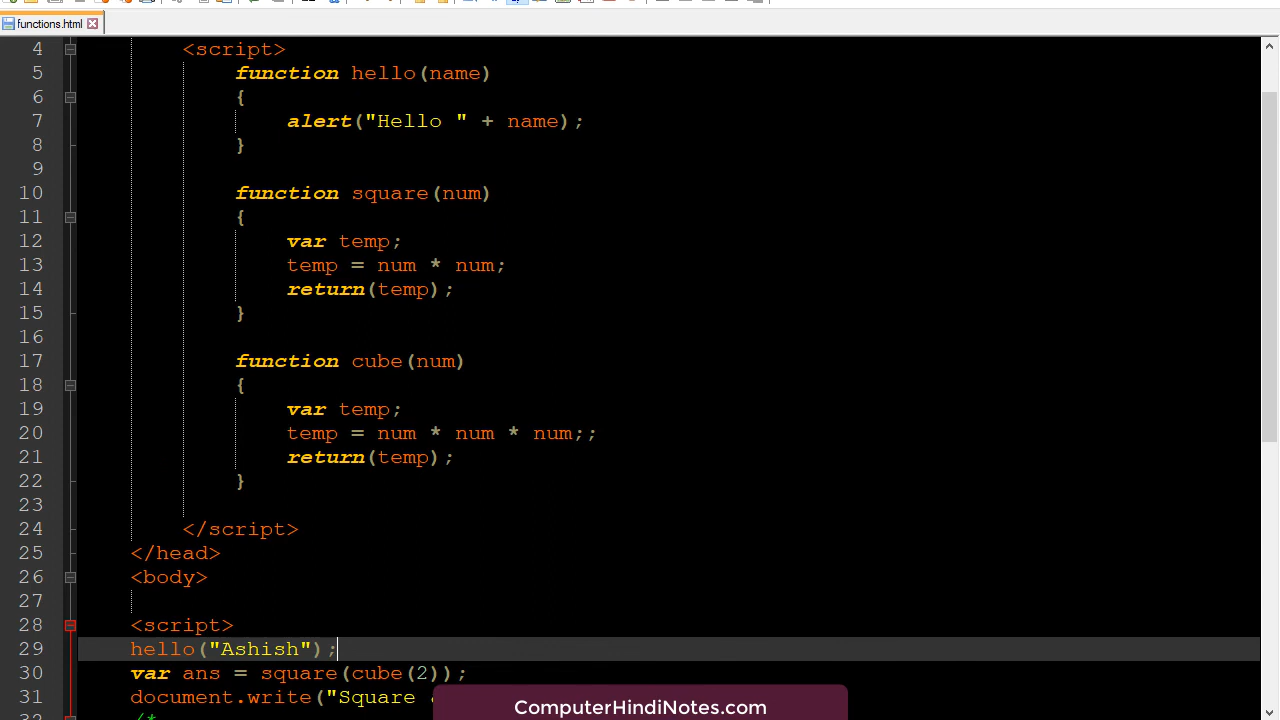 functions.html
4 <script>
5 function hello(name)
6 {
7 alert("Hello " + name);
8 }
9
10 function square(num)
11 {
12 var temp;
13 temp = num * num;
14 return(temp);
15 }
16
17 function cube(num)
18 {
19 var temp;
20 temp = num * num * num;;
21 return(temp);
22 }
23
24 </script>
25 </head>
26 <body>
27
28 <script>
29 hello("Ashish");
30 var ans = square(cube(2));
31 document.write("Square
/*
ComputerHindiNotes.com